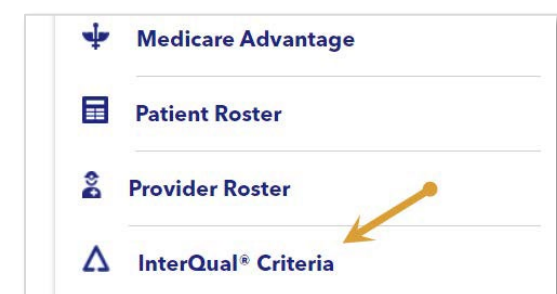 Medicare Advantage
Patient Roster
Provider Roster
InterQual® Criteria